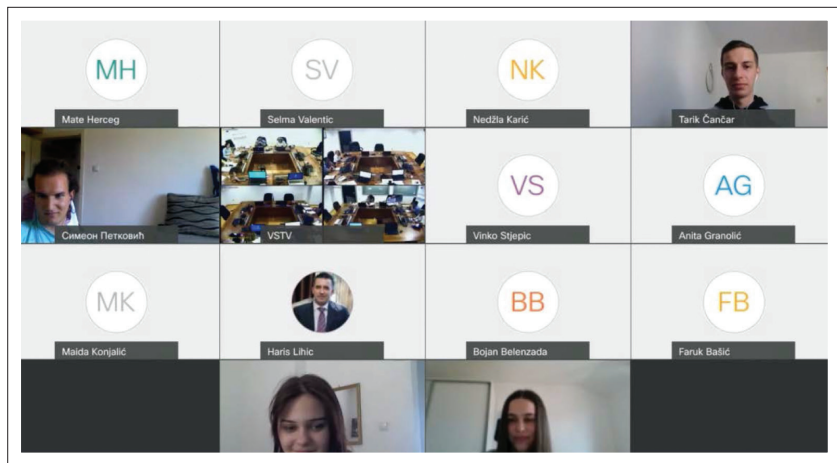 MH
SV
NK
Mate Herceg
Selma Valentic
Nedžla Karić
Tarik Čančar
VS
AG
Симеон Петковић
VSTV
Vinko Stjepic
Anita Granolić
MK
BB
FB
Maida Konjalić
Haris Lihic
Bojan Belenzada
Faruk Bašić